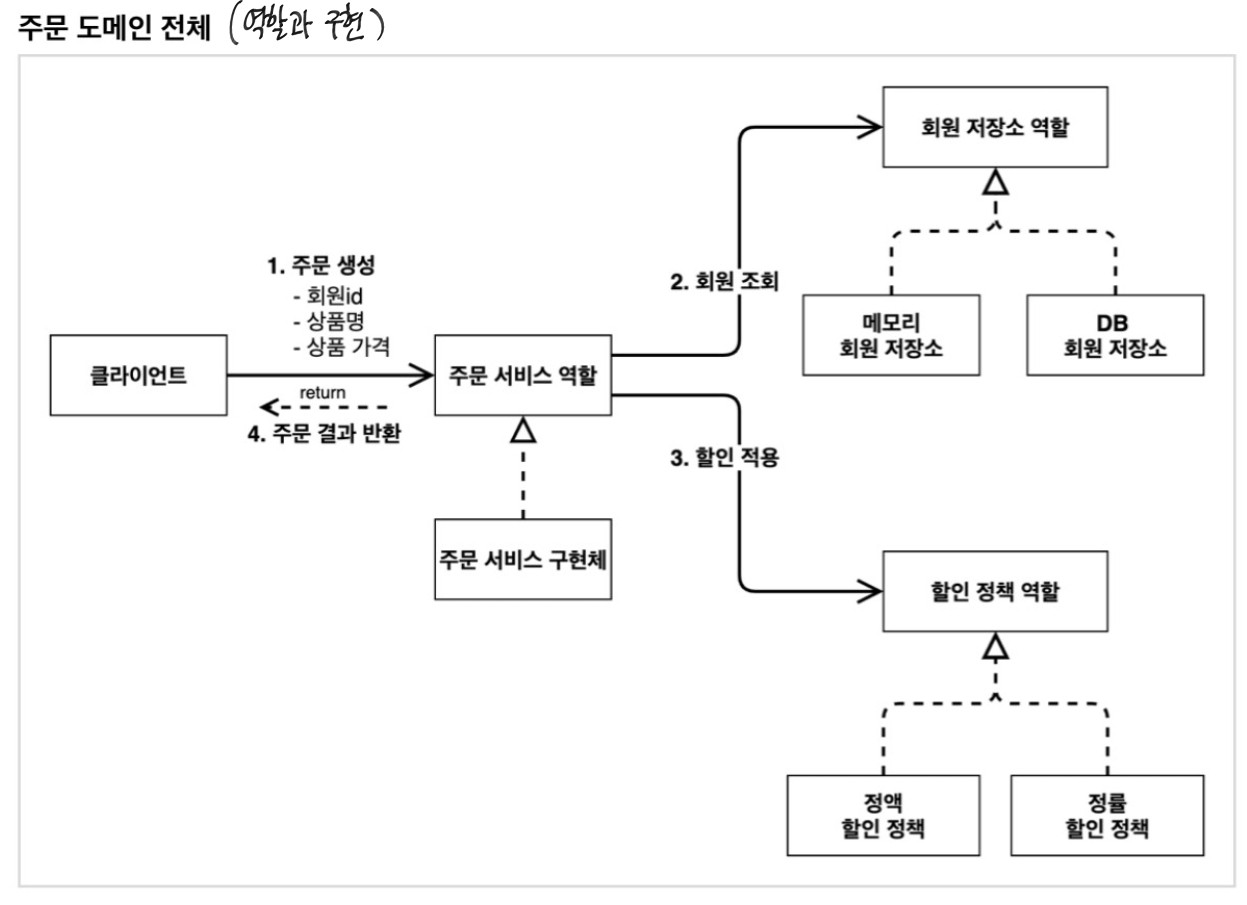 주문 도메인 전체 (역할과 구현)
회원 저장소 역할
1. 주문 생성
- 회원id
- 상품명
- 상품 가격
2. 회원 조회
메모리
회원 저장소
DB
회원 저장소
클라이언트
주문 서비스 역할
return
4. 주문 결과 반환
3. 할인 적용
주문 서비스 구현체
할인 정책 역할
정액
할인 정책
정률
할인 정책